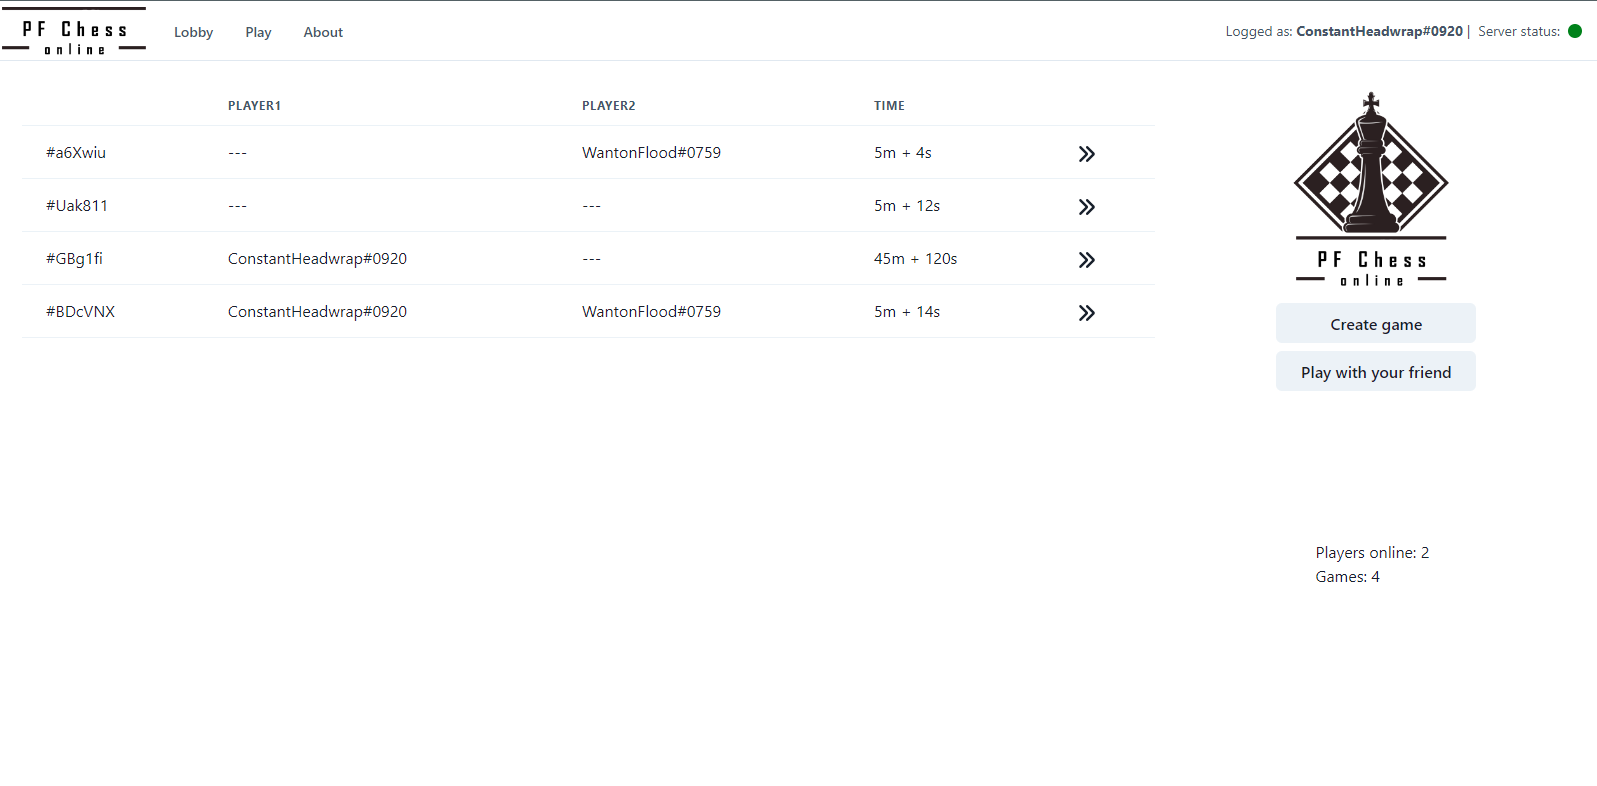 PF Chess
online
Lobby Play About
Logged as: ConstantHeadwrap#0920 | Server status:
PLAYER1 PLAYER2 TIME
#a6Xwiu --- WantonFlood#0759 5m + 4s
#Uak811 --- --- 5m + 12s
#GBg1fi ConstantHeadwrap#0920 --- 45m + 120s
#BDcVNX ConstantHeadwrap#0920 WantonFlood#0759 5m + 14s
PF Chess
online
Create game
Play with your friend
Players online: 2
Games: 4